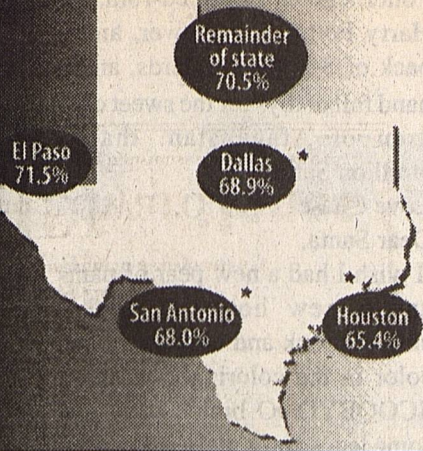 Remainder
of state
70.5%
El Paso
71.5%
Dallas
68.9%
San Antonio
68.0%
Houston
65.4%